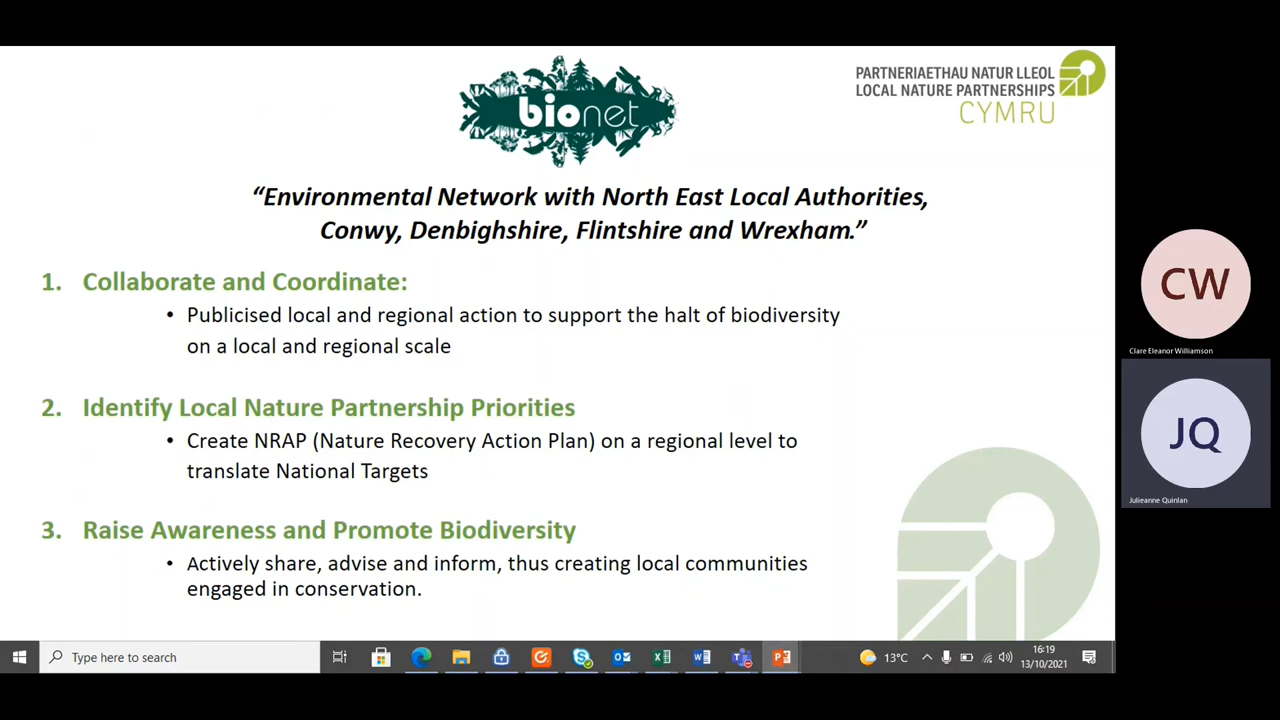 bionet
PARTNERIAETHAU NATUR LLEOL
LOCAL NATURE PARTNERSHIPS
CYMRU
“Environmental Network with North East Local Authorities,
Conwy, Denbighshire, Flintshire and Wrexham.”
1. Collaborate and Coordinate:
• Publicised local and regional action to support the halt of biodiversity
on a local and regional scale
2. Identify Local Nature Partnership Priorities
• Create NRAP (Nature Recovery Action Plan) on a regional level to
translate National Targets
3. Raise Awareness and Promote Biodiversity
• Actively share, advise and inform, thus creating local communities
engaged in conservation.
CW
Clare Eleanor Williamson
JQ
Julieanne Quinlan
Type here to search
13°C
16:19
13/10/2021